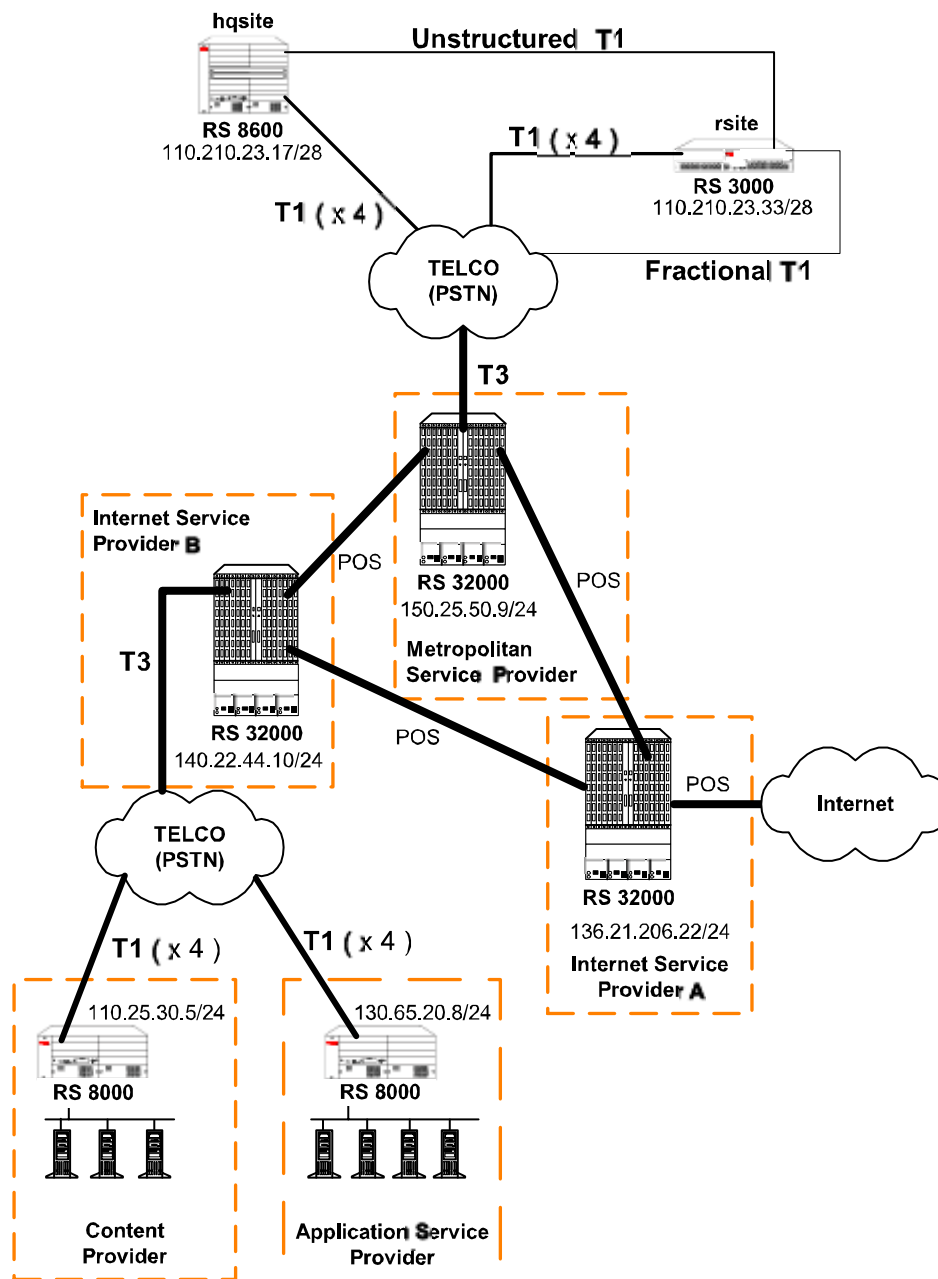 hqsite
Unstructured T1
rsite
RS 8600
110.210.23.17/28
T1 ( x 4)
RS 3000
110.210.23.33/28
T1 ( x 4 )
Fractional T1
TELCO
(PSTN)
T3
Internet Service
Provider B
POS
RS 32000
150.25.50.9/24
POS
Metropolitan
Service Provider
T3
RS 32000
140.22.44.10/24
POS
POS
Internet
TELCO
(PSTN)
RS 32000
136.21.206.22/24
Internet Service
Provider A
T1 ( x 4 )
T1 ( x 4 )
110.25.30.5/24
130.65.20.8/24
RS 8000
RS 8000
Content
Provider
Application Service
Provider